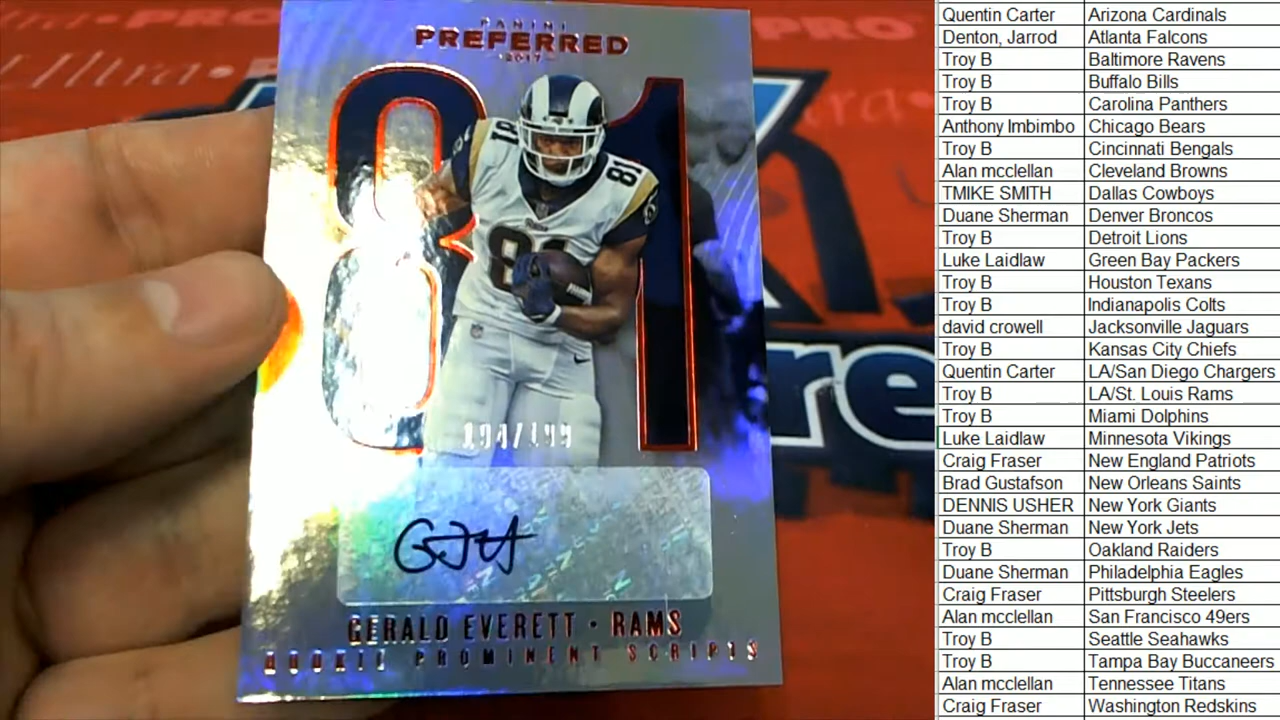 PANINI
PREFERRED
2017
81
81
81
81
194/199
GERALD EVERETT · RAMS
ROOKIE PROMINENT SCRIPTS
PRO
re
Quentin Carter Arizona Cardinals
Denton, Jarrod Atlanta Falcons
Troy B Baltimore Ravens
Troy B Buffalo Bills
Troy B Carolina Panthers
Anthony Imbimbo Chicago Bears
Troy B Cincinnati Bengals
Alan mcclellan Cleveland Browns
TMIKE SMITH Dallas Cowboys
Duane Sherman Denver Broncos
Troy B Detroit Lions
Luke Laidlaw Green Bay Packers
Troy B Houston Texans
Troy B Indianapolis Colts
david crowell Jacksonville Jaguars
Troy B Kansas City Chiefs
Quentin Carter LA/San Diego Chargers
Troy B LA/St. Louis Rams
Troy B Miami Dolphins
Luke Laidlaw Minnesota Vikings
Craig Fraser New England Patriots
Brad Gustafson New Orleans Saints
DENNIS USHER New York Giants
Duane Sherman New York Jets
Troy B Oakland Raiders
Duane Sherman Philadelphia Eagles
Craig Fraser Pittsburgh Steelers
Alan mcclellan San Francisco 49ers
Troy B Seattle Seahawks
Troy B Tampa Bay Buccaneers
Alan mcclellan Tennessee Titans
Craig Fraser Washington Redskins